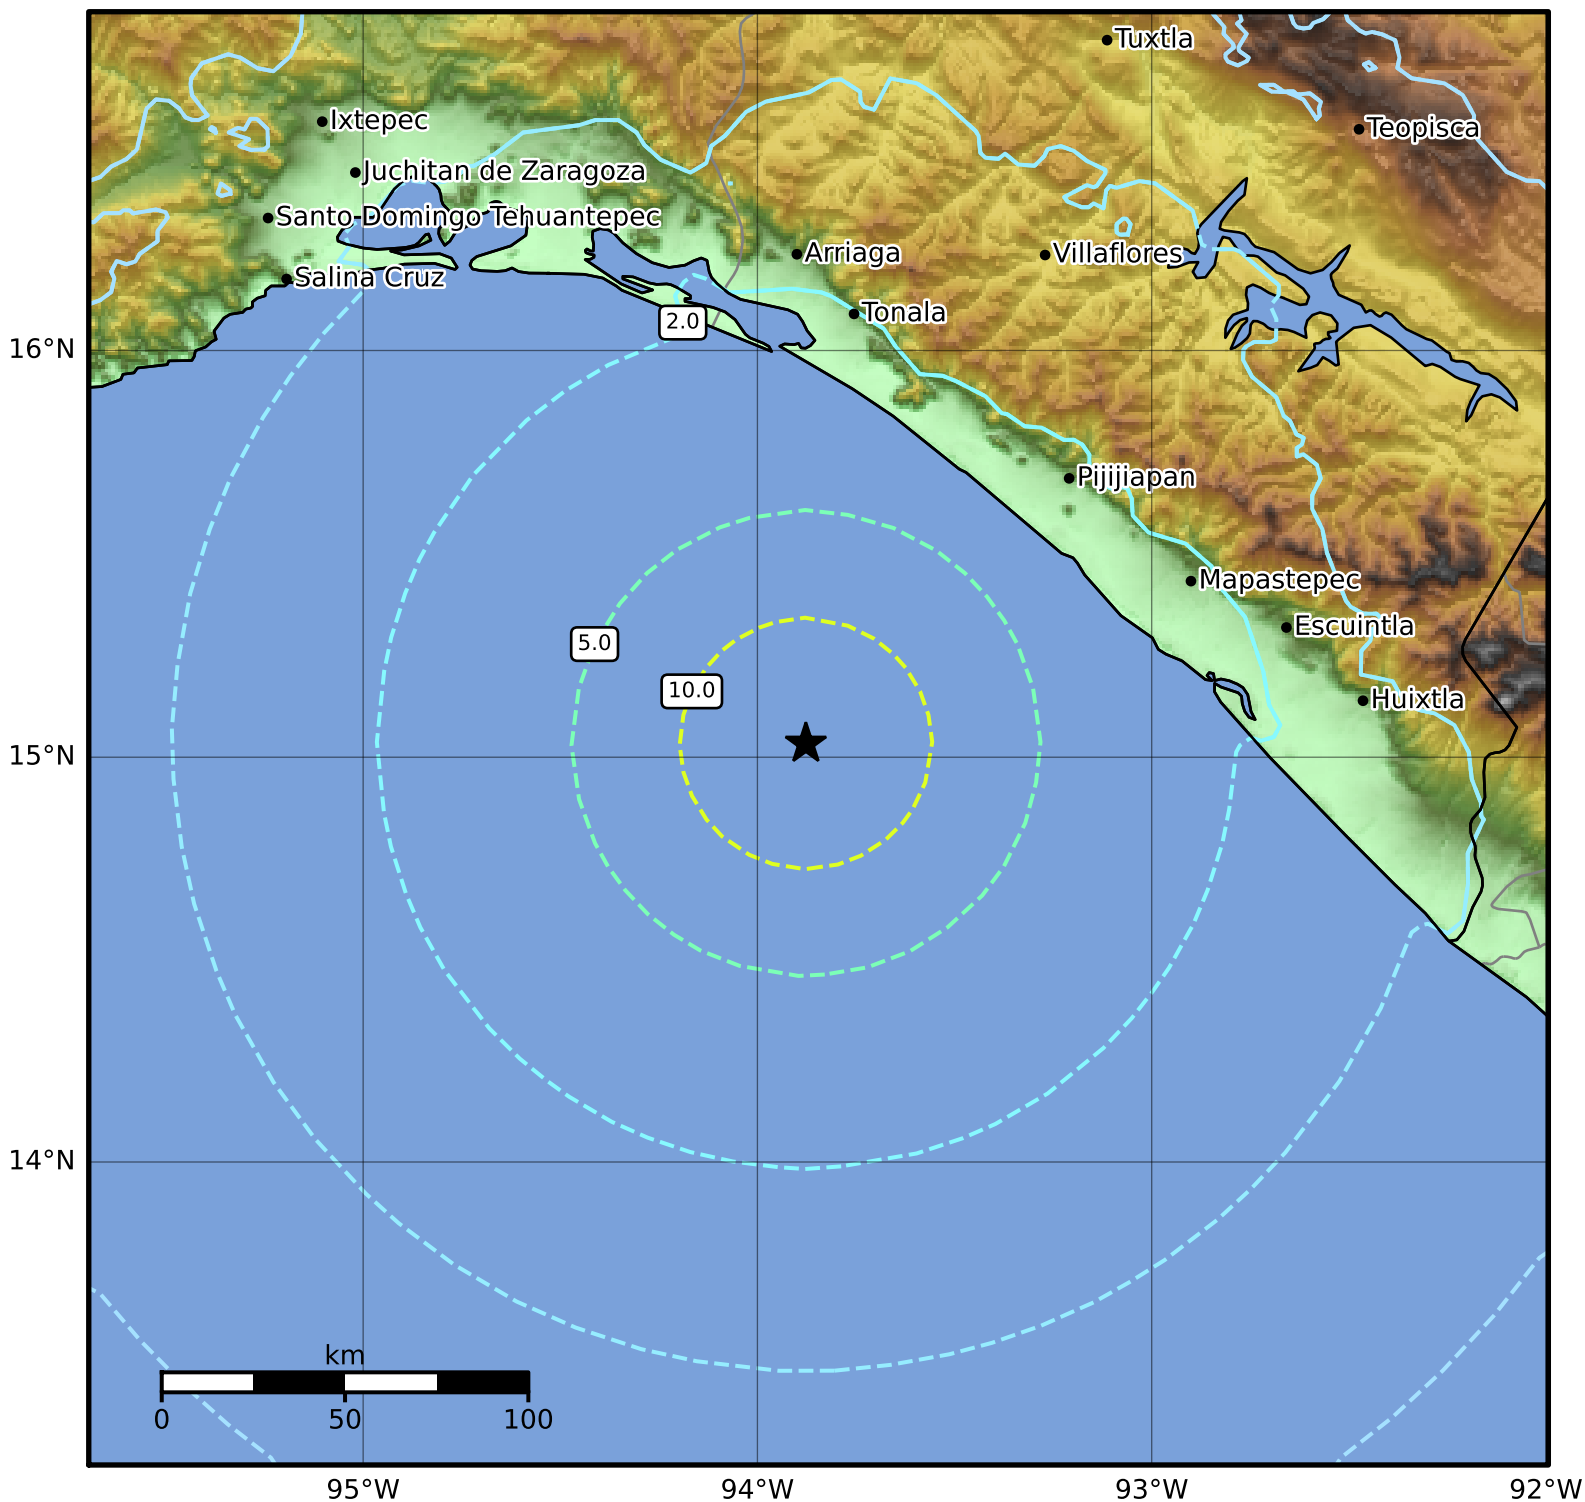 Tuxtla
Ixtepec
Teopisca
Juchitan de Zaragoza
Santo Domingo Tehuantepec
Arriaga
Villaflores
Salina Cruz
Tonala
2.0
16°N
Pijijiapan
Mapastepec
Escuintla
5.0
10.0
Huixtla
15°N
14°N
km
0 50 100
95°W 94°W 93°W 92°W